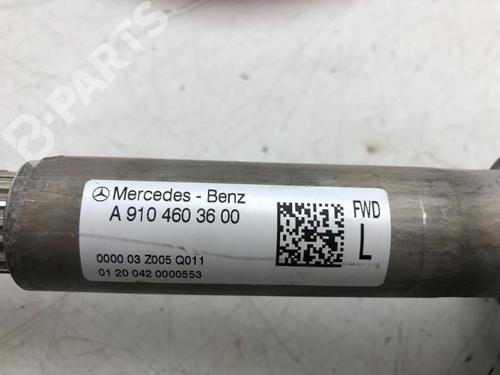 B-PARTS
Mercedes - Benz
A 910 460 36 00
FWD
L
0000 03 Z005 Q011
01 20 042 0000553